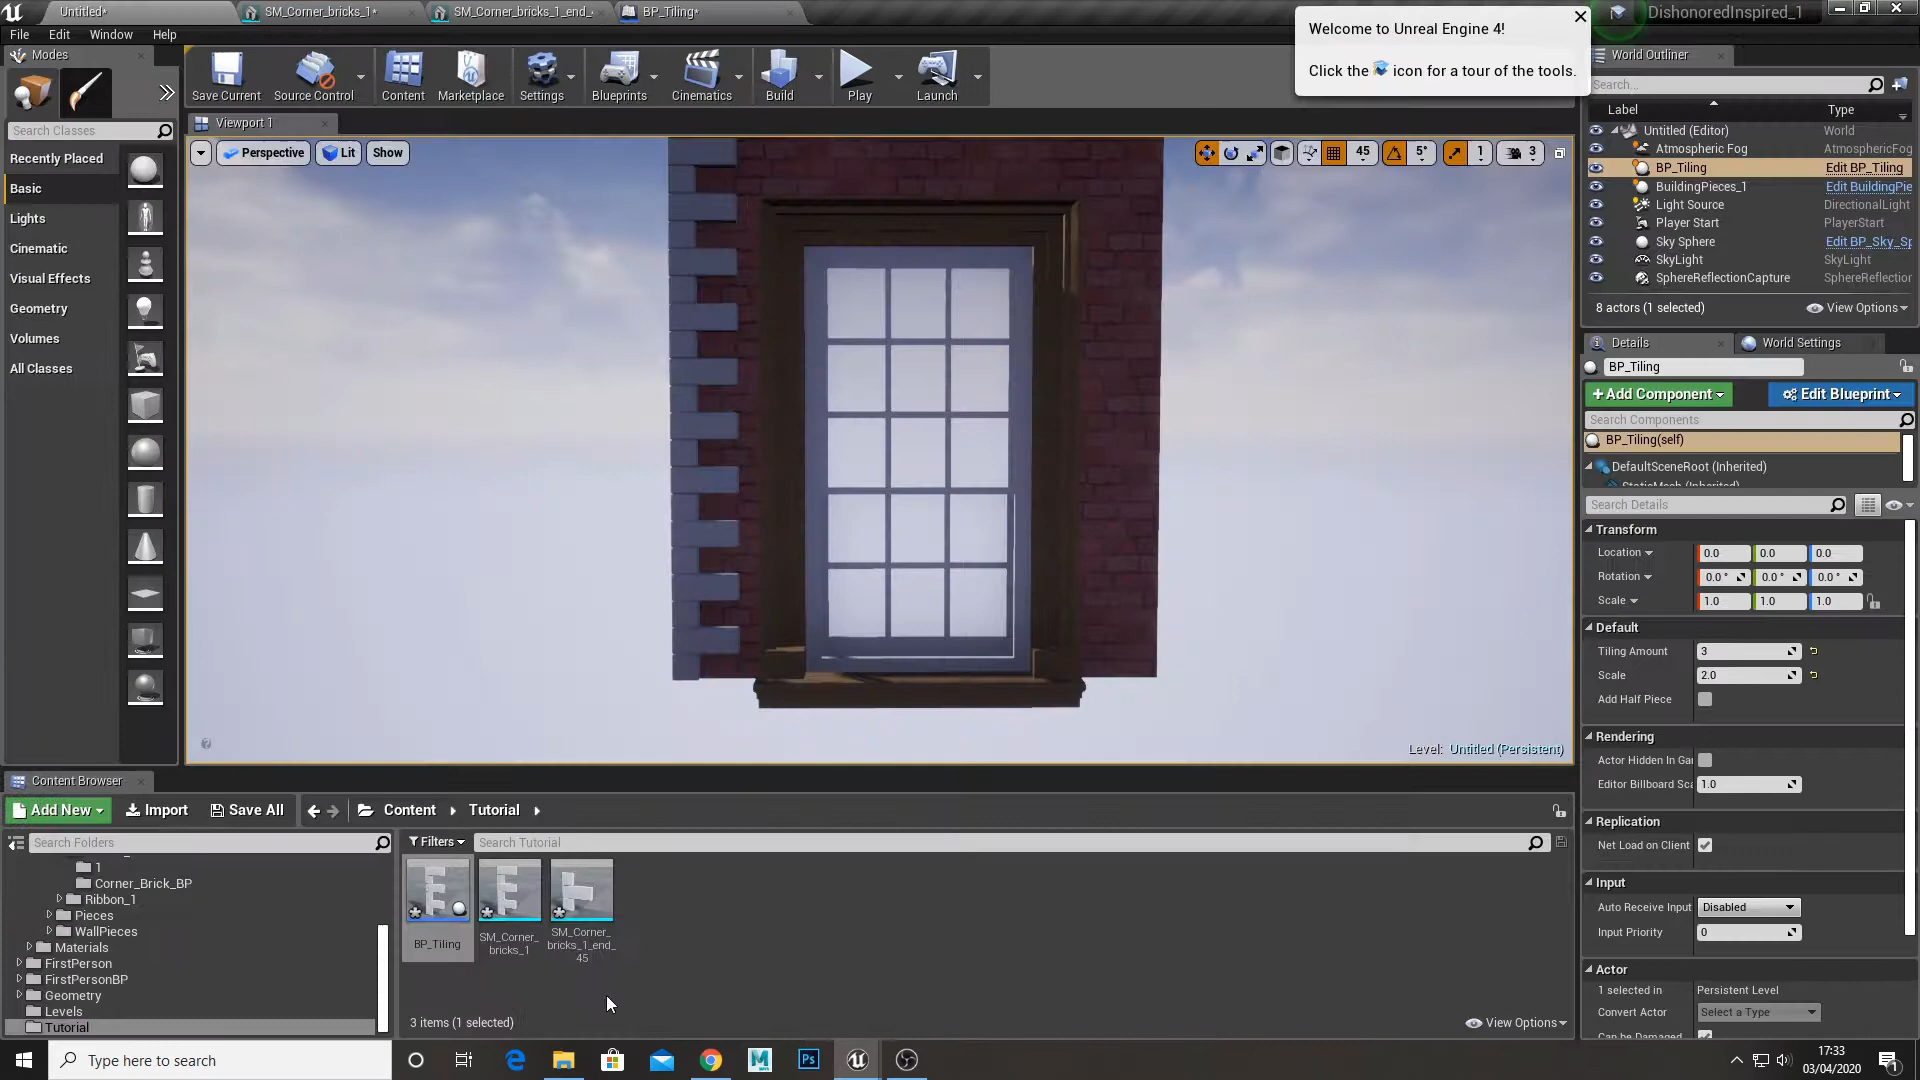 Untitled*
SM_Corner_bricks_1*
SM_Corner_bricks_1_end_
BP_Tiling*
DishonoredInspired_1
File Edit Window Help
Welcome to Unreal Engine 4!
Click the icon for a tour of the tools.
Modes
Save Current
Source Control
Content
Marketplace
Settings
Blueprints
Cinematics
Build
Play
Launch
Search Classes
Recently Placed
Basic
Lights
Cinematic
Visual Effects
Geometry
Volumes
All Classes
Viewport 1
Perspective Lit Show
45 5° 1 3
Level: Untitled (Persistent)
World Outliner
Search...
Label Type
Untitled (Editor) World
Atmospheric Fog AtmosphericFog
BP_Tiling Edit BP_Tiling
BuildingPieces_1 Edit BuildingPie
Light Source DirectionalLight
Player Start PlayerStart
Sky Sphere Edit BP_Sky_Sp
SkyLight SkyLight
SphereReflectionCapture SphereReflection
8 actors (1 selected) View Options
Details World Settings
BP_Tiling
+Add Component Edit Blueprint
Search Components
BP_Tiling(self)
DefaultSceneRoot (Inherited)
StaticMesh (Inherited)
Search Details
Transform
Location 0.0 0.0 0.0
Rotation 0.0 ° 0.0 ° 0.0 °
Scale 1.0 1.0 1.0
Default
Tiling Amount 3
Scale 2.0
Add Half Piece
Rendering
Actor Hidden In Ga
Editor Billboard Sca 1.0
Replication
Net Load on Client
Input
Auto Receive Input Disabled
Input Priority 0
Actor
1 selected in Persistent Level
Convert Actor Select a Type
Can be Damaged
Content Browser
Add New Import Save All Content Tutorial
Search Folders
1
Corner_Brick_BP
Ribbon_1
Pieces
WallPieces
Materials
FirstPerson
FirstPersonBP
Geometry
Levels
Tutorial
Filters Search Tutorial
BP_Tiling
SM_Corner_
bricks_1
SM_Corner_
bricks_1_end_
45
3 items (1 selected) View Options
Type here to search
Ps
17:33
03/04/2020
1